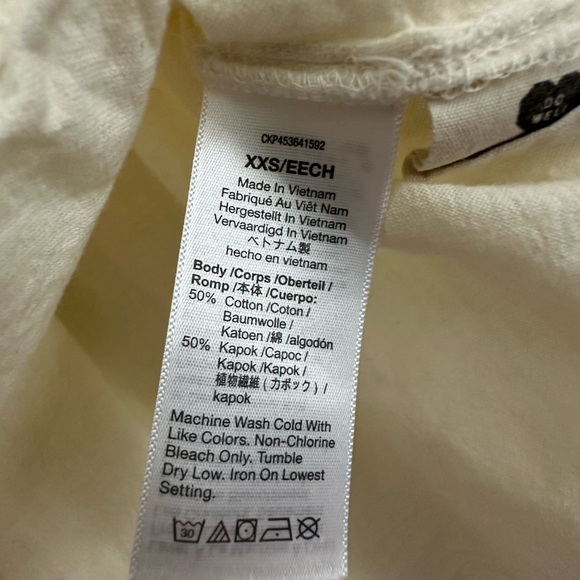 CKP453641592
XXS/EECH
Made In Vietnam
Fabriqué Au Viêt Nam
Hergestellt In Vietnam
Vervaardigd In Vietnam
ベトナム製
hecho en vietnam
Body /Corps /Oberteil /
Romp /本体 /Cuerpo:
50% Cotton /Coton /
Baumwolle /
Katoen /綿 /algodón
50% Kapok /Capoc /
Kapok /Kapok /
植物繊維 (カポック) /
kapok
Machine Wash Cold With
Like Colors. Non-Chlorine
Bleach Only. Tumble
Dry Low. Iron On Lowest
Setting.
30